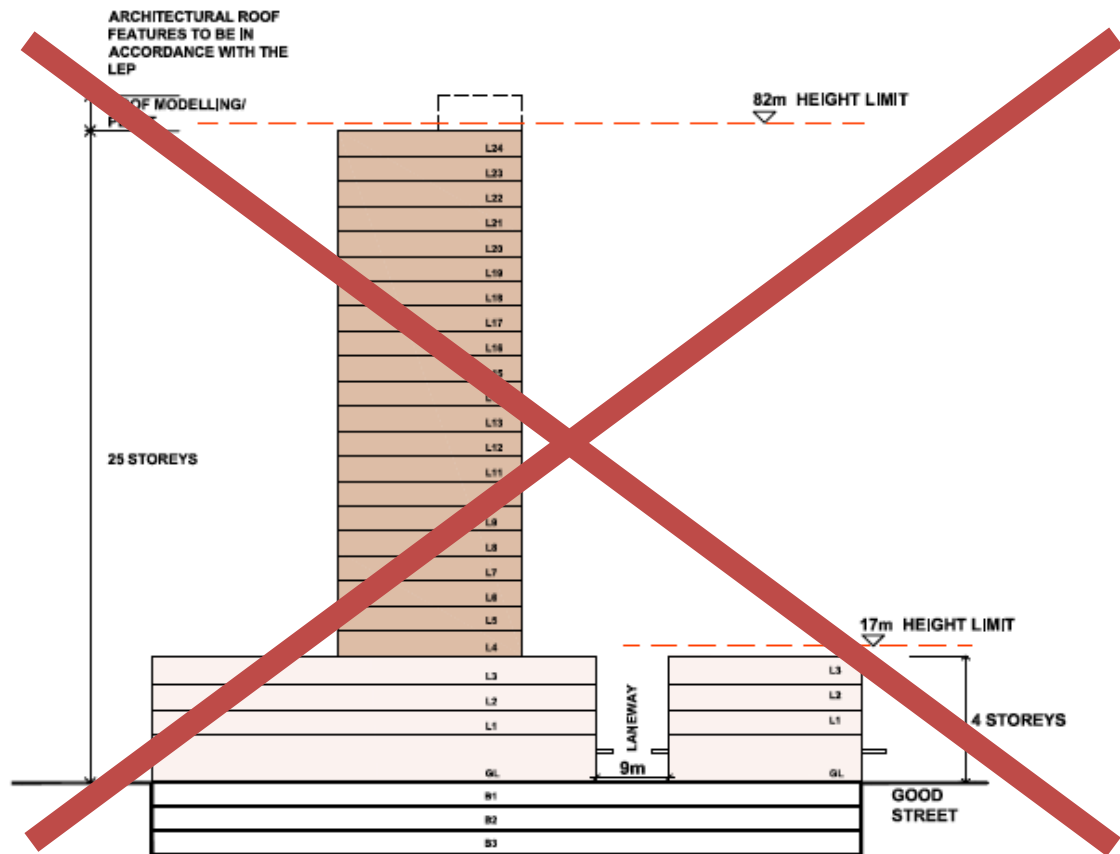 ARCHITECTURAL ROOF
FEATURES TO BE IN
ACCORDANCE WITH THE
LEP
OF MODELLING/
82m HEIGHT LIMIT
L24
L23
L22
L21
L20
L19
L18
L17
L16
L13
L12
25 STOREYS
L11
L9
L8
L7
L6
L5
L4
17m HEIGHT LIMIT
L3
L2
L1
GL
LANEWAY
9m
L3
L2
L1
GL
4 STOREYS
GOOD
STREET
B1
B2
B3